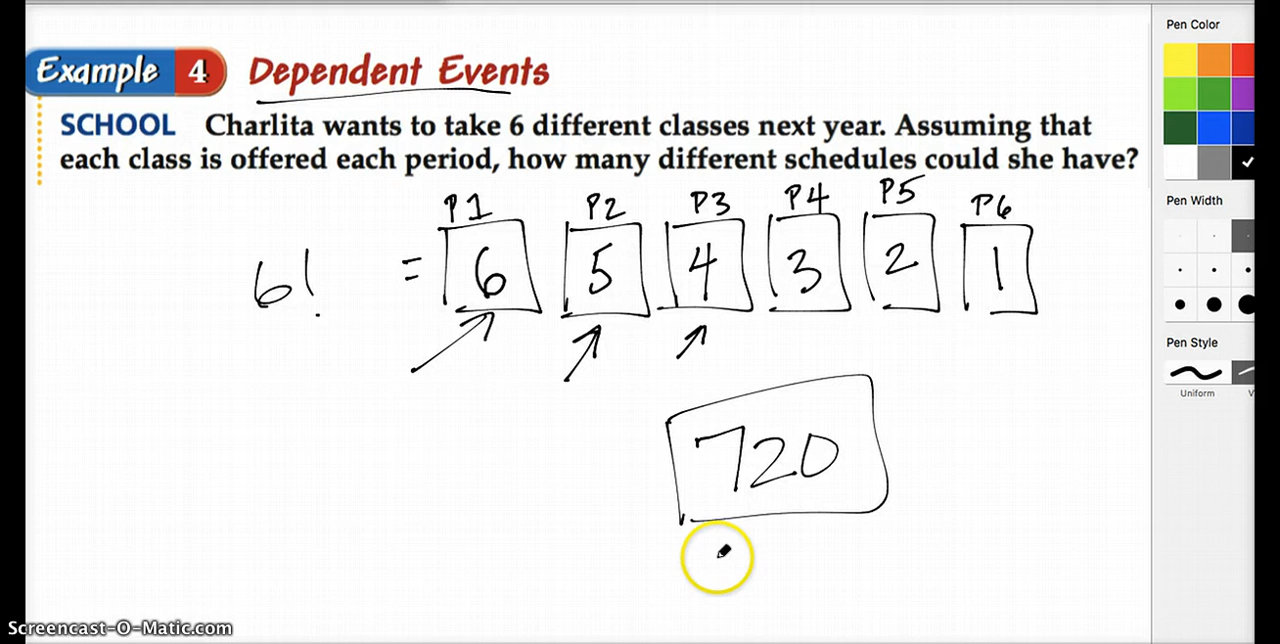 Pen Color
Example 4 Dependent Events
SCHOOL Charlita wants to take 6 different classes next year. Assuming that
each class is offered each period, how many different schedules could she have?
P1 P2 P3 P4 P5 P6
Pen Width
6! = 6 5 4 3 2 1
Pen Style
Uniform V
720
Screencast-O-Matic.com